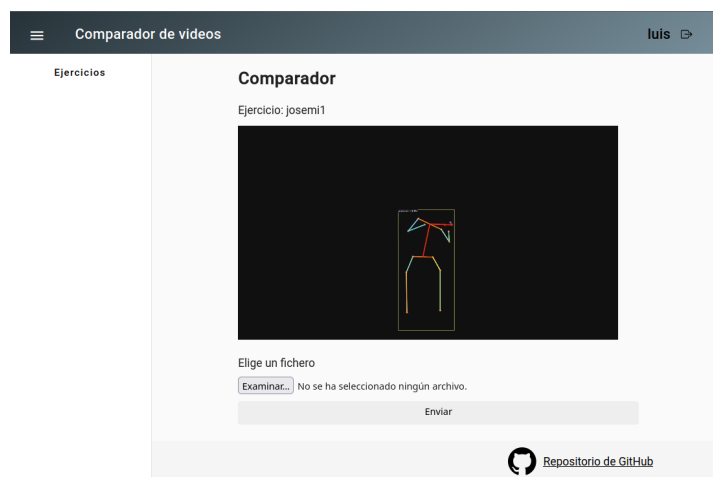 Comparador de videos
luis
Ejercicios
Comparador
Ejercicio: josemi1
Elige un fichero
Examinar... No se ha seleccionado ningún archivo.
Enviar
Repositorio de GitHub